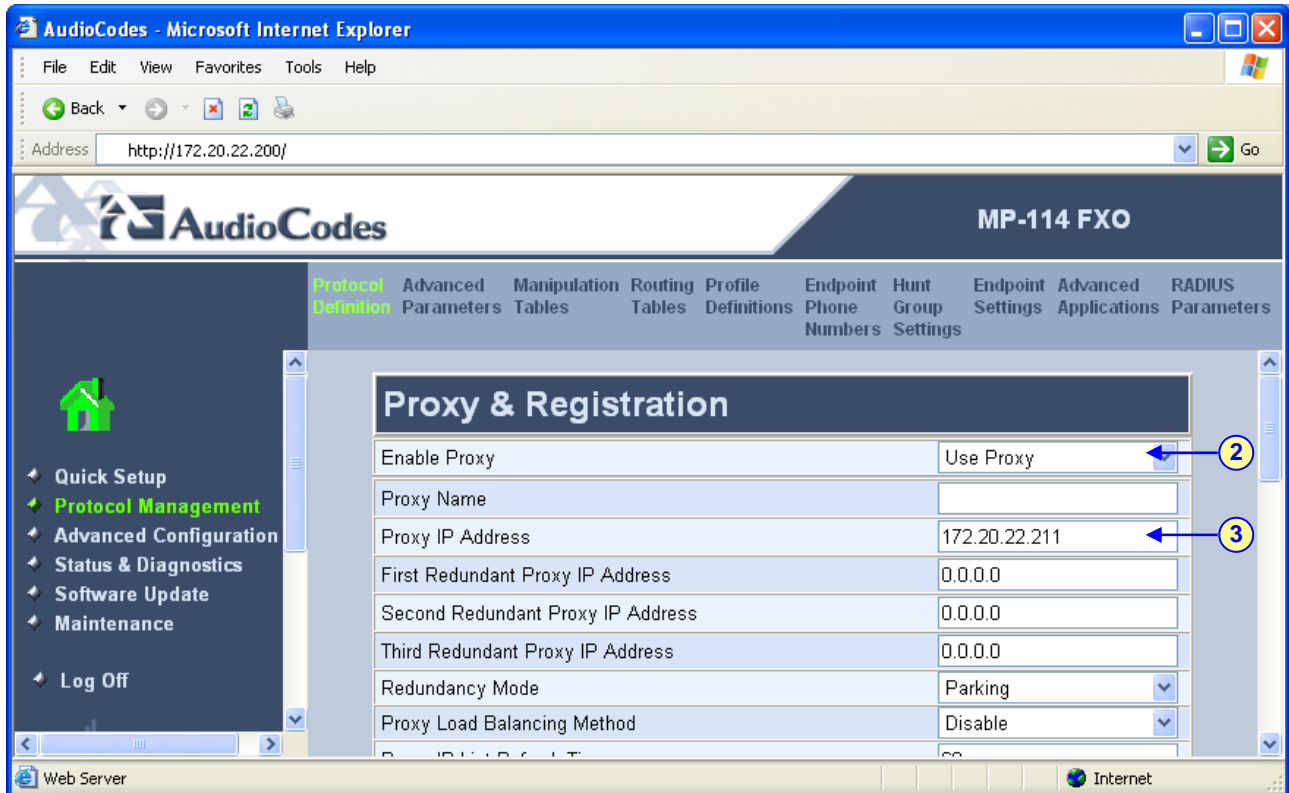 AudioCodes - Microsoft Internet Explorer
File Edit View Favorites Tools Help
Back
Address http://172.20.22.200/ Go
AudioCodes
MP-114 FXO
Protocol Definition
Advanced Parameters
Manipulation Tables
Routing Tables
Profile Definitions
Endpoint Phone Numbers
Hunt Group Settings
Endpoint Settings
Advanced Applications
RADIUS Parameters
Quick Setup
Protocol Management
Advanced Configuration
Status & Diagnostics
Software Update
Maintenance
Log Off
Proxy & Registration
Enable Proxy Use Proxy 2
Proxy Name
Proxy IP Address 172.20.22.211 3
First Redundant Proxy IP Address 0.0.0.0
Second Redundant Proxy IP Address 0.0.0.0
Third Redundant Proxy IP Address 0.0.0.0
Redundancy Mode Parking
Proxy Load Balancing Method Disable
Web Server Internet